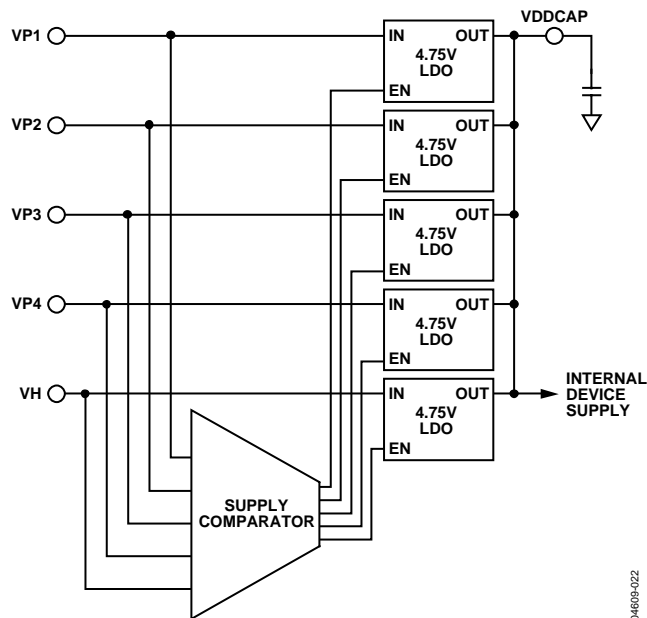 VDDCAP
VP1
IN OUT
4.75V
LDO
EN
VP2
IN OUT
4.75V
LDO
EN
VP3
IN OUT
4.75V
LDO
EN
VP4
IN OUT
4.75V
LDO
EN
VH
IN OUT
4.75V
LDO
EN
INTERNAL
DEVICE
SUPPLY
SUPPLY
COMPARATOR
04609-022